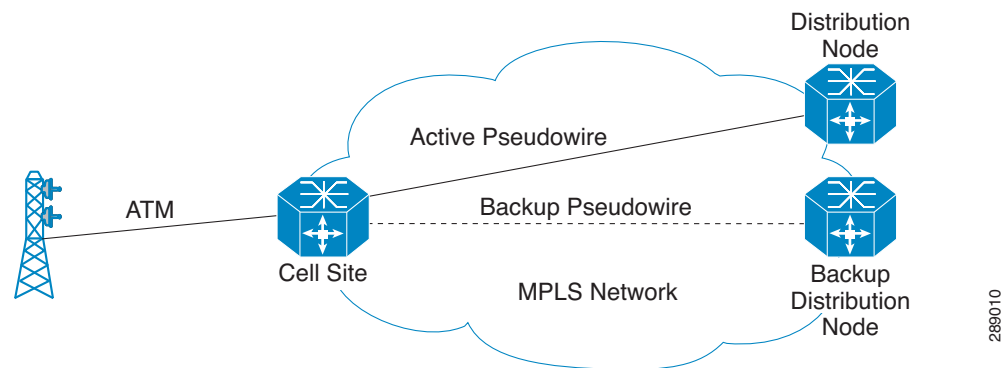 Distribution
Node
Active Pseudowire
ATM
Backup Pseudowire
Cell Site
MPLS Network
Backup
Distribution
Node
289010